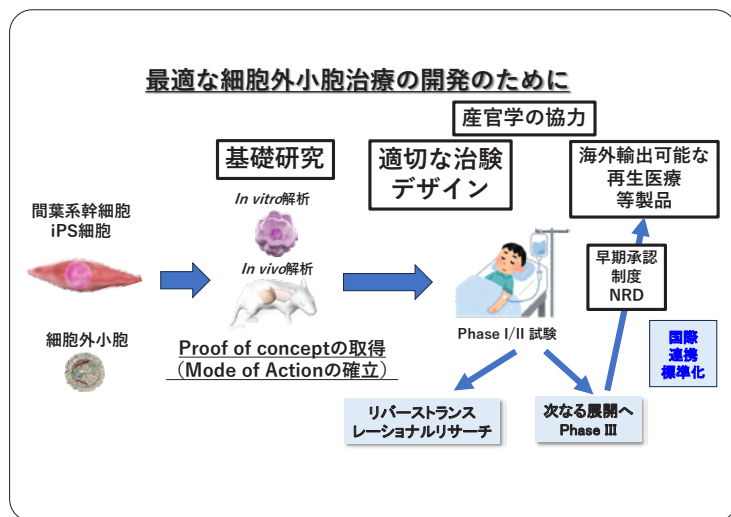 最適な細胞外小胞治療の開発のために
産官学の協力
基礎研究
適切な治験
デザイン
海外輸出可能な
再生医療
等製品
間葉系幹細胞
iPS細胞
In vitro解析
In vivo解析
早期承認
制度
NRD
細胞外小胞
Proof of conceptの取得
（Mode of Actionの確立）
Phase I/II 試験
国際
連携
標準化
リバーストランス
レーショナルリサーチ
次なる展開へ
Phase III